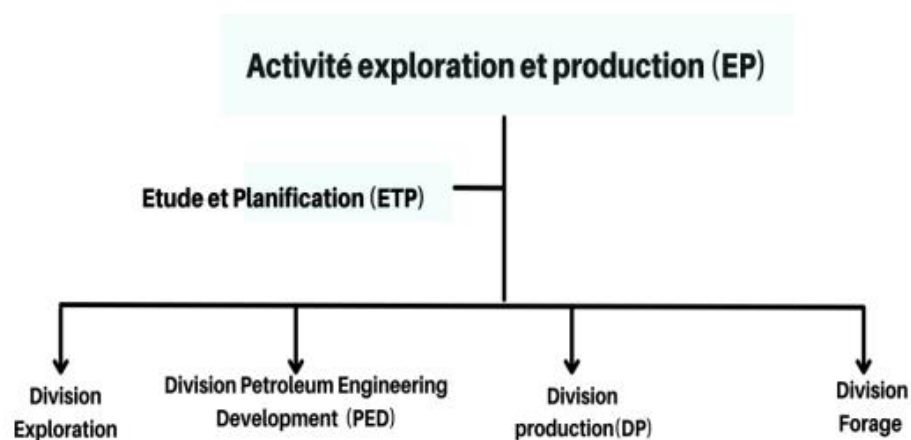 Activité exploration et production (EP)
Etude et Planification (ETP)
Division
Exploration
Division Petroleum Engineering
Development (PED)
Division
production(DP)
Division
Forage